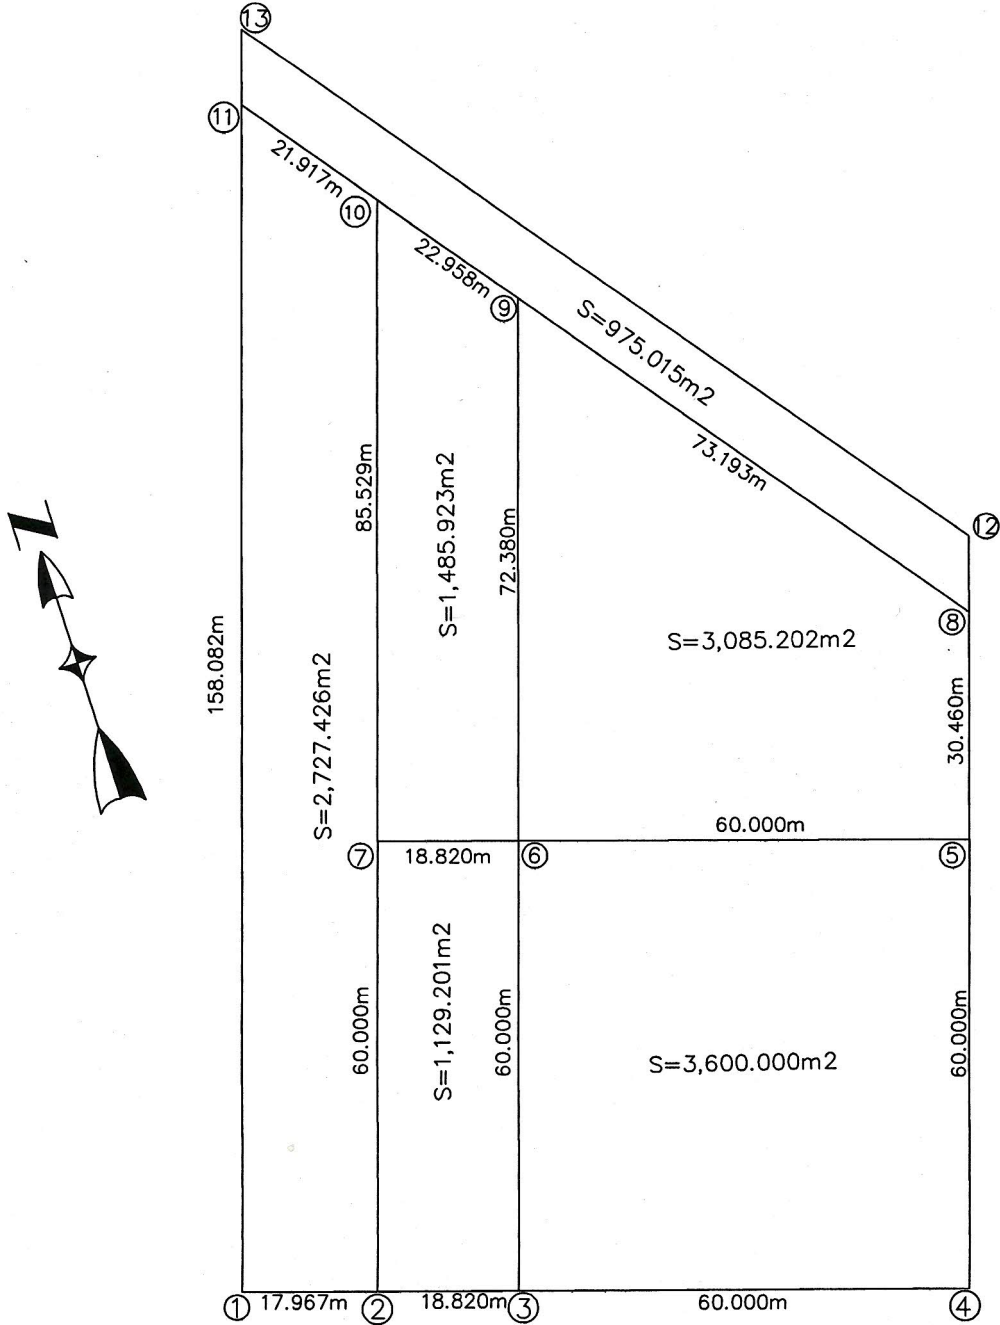 13
11
21.917m
10
22.958m
9
S=975.015m2
73.193m
12
8
85.529m
S=1,485.923m2
72.380m
S=3,085.202m2
30.460m
N
158.082m
S=2,727.426m2
60.000m
7
18.820m
6
5
60.000m
S=1,129.201m2
60.000m
S=3,600.000m2
60.000m
1
17.967m
2
18.820m
3
60.000m
4